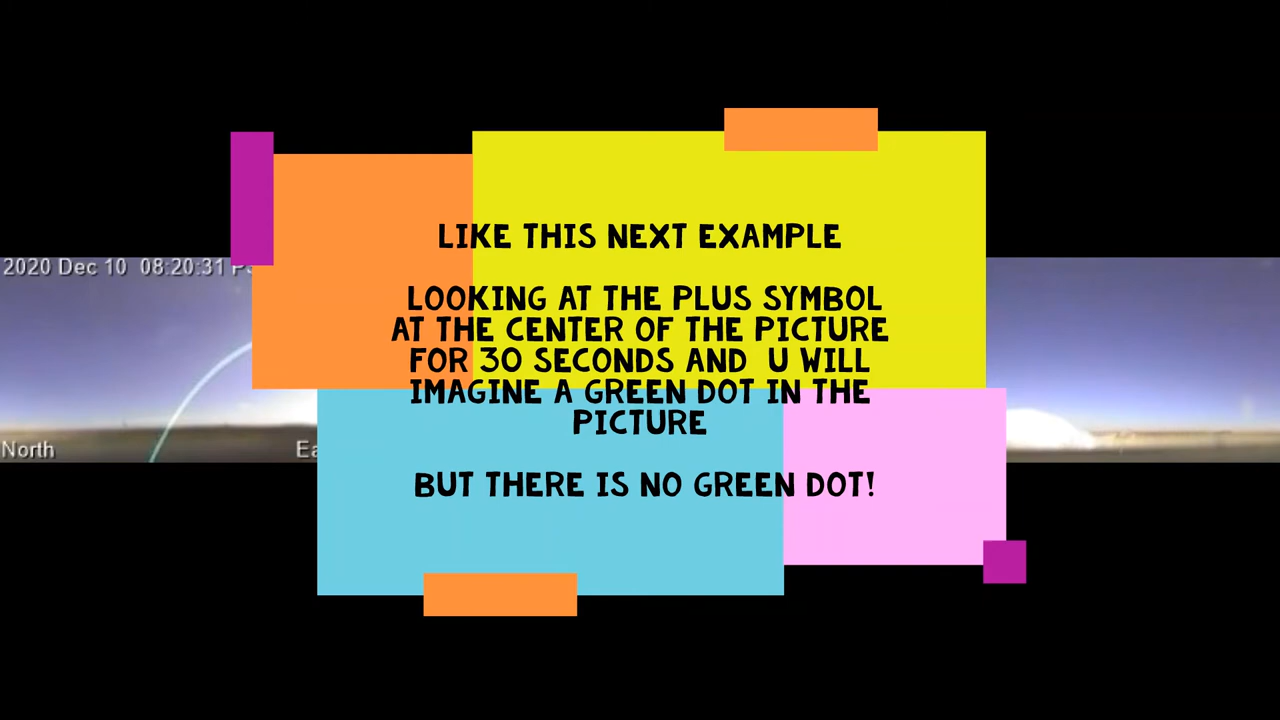 LIKE THIS NEXT EXAMPLE
LOOKING AT THE PLUS SYMBOL
AT THE CENTER OF THE PICTURE
FOR 30 SECONDS AND U WILL
IMAGINE A GREEN DOT IN THE
PICTURE
BUT THERE IS NO GREEN DOT!
2020 Dec 10 08:20:31
North